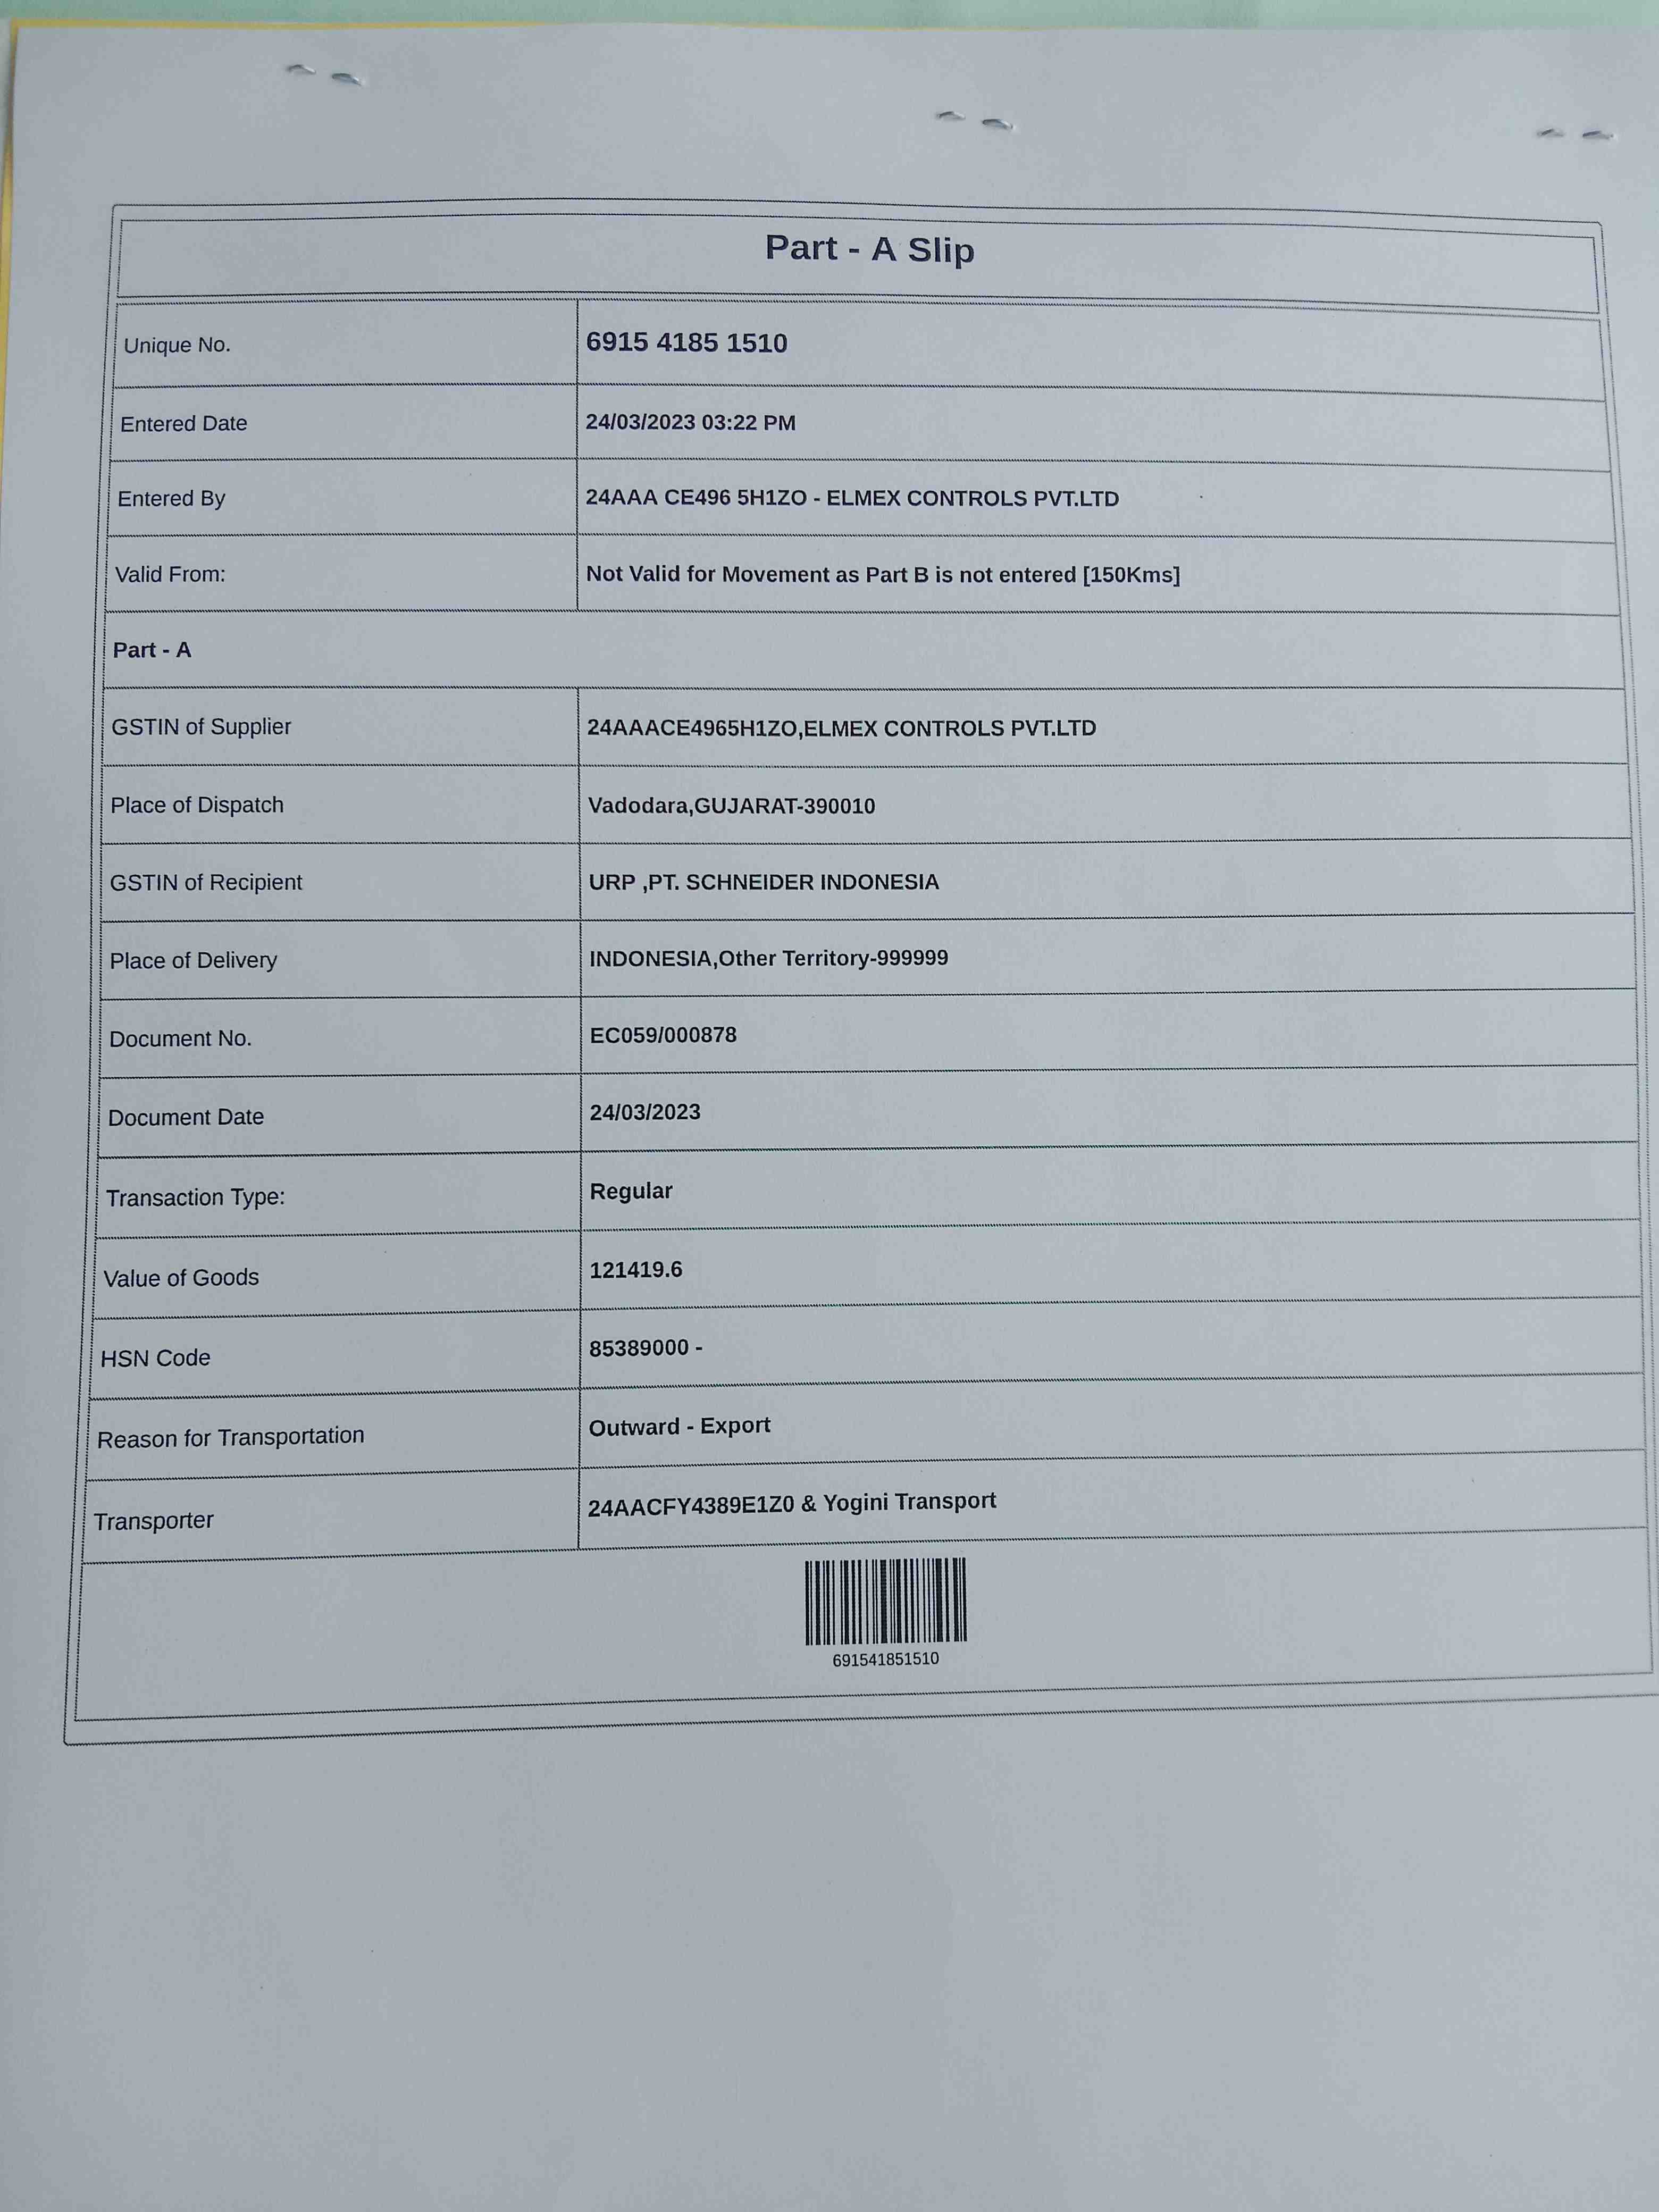 Part - A Slip
Unique No. 6915 4185 1510
Entered Date 24/03/2023 03:22 PM
Entered By 24AAA CE496 5H1ZO - ELMEX CONTROLS PVT.LTD
Valid From: Not Valid for Movement as Part B is not entered [150Kms]
Part - A
GSTIN of Supplier 24AAACE4965H1ZO,ELMEX CONTROLS PVT.LTD
Place of Dispatch Vadodara,GUJARAT-390010
GSTIN of Recipient URP ,PT. SCHNEIDER INDONESIA
Place of Delivery INDONESIA,Other Territory-999999
Document No. EC059/000878
Document Date 24/03/2023
Transaction Type: Regular
Value of Goods 121419.6
HSN Code 85389000 -
Reason for Transportation Outward - Export
Transporter 24AACFY4389E1Z0 & Yogini Transport
691541851510